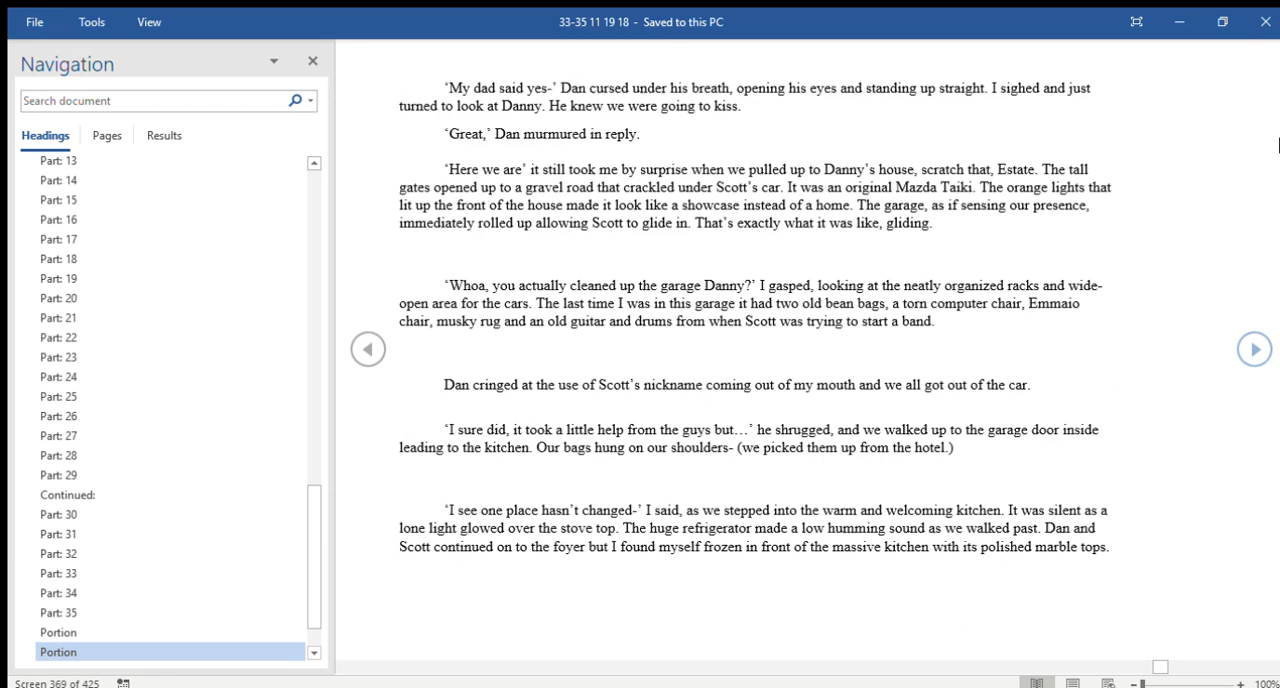 File Tools View 33-35 11 19 18 - Saved to this PC
Navigation
Search document
Headings Pages Results
Part: 13
Part: 14
Part: 15
Part: 16
Part: 17
Part: 18
Part: 19
Part: 20
Part: 21
Part: 22
Part: 23
Part: 24
Part: 25
Part: 26
Part: 27
Part: 28
Part: 29
Continued:
Part: 30
Part: 31
Part: 32
Part: 33
Part: 34
Part: 35
Portion
Portion
‘My dad said yes-’ Dan cursed under his breath, opening his eyes and standing up straight. I sighed and just
turned to look at Danny. He knew we were going to kiss.
‘Great,’ Dan murmured in reply.
‘Here we are’ it still took me by surprise when we pulled up to Danny’s house, scratch that, Estate. The tall
gates opened up to a gravel road that crackled under Scott’s car. It was an original Mazda Taiki. The orange lights that
lit up the front of the house made it look like a showcase instead of a home. The garage, as if sensing our presence,
immediately rolled up allowing Scott to glide in. That’s exactly what it was like, gliding.
‘Whoa, you actually cleaned up the garage Danny?’ I gasped, looking at the neatly organized racks and wide-
open area for the cars. The last time I was in this garage it had two old bean bags, a torn computer chair, Emmaio
chair, musky rug and an old guitar and drums from when Scott was trying to start a band.
Dan cringed at the use of Scott’s nickname coming out of my mouth and we all got out of the car.
‘I sure did, it took a little help from the guys but…’ he shrugged, and we walked up to the garage door inside
leading to the kitchen. Our bags hung on our shoulders- (we picked them up from the hotel.)
‘I see one place hasn’t changed-’ I said, as we stepped into the warm and welcoming kitchen. It was silent as a
lone light glowed over the stove top. The huge refrigerator made a low humming sound as we walked past. Dan and
Scott continued on to the foyer but I found myself frozen in front of the massive kitchen with its polished marble tops.
Screen 369 of 425 100%